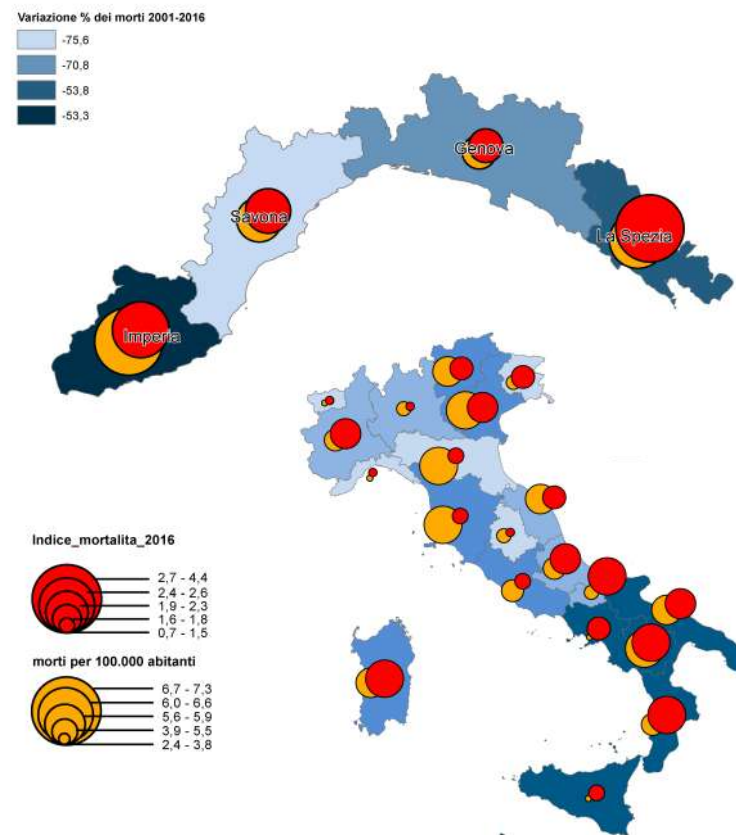 Variazione % dei morti 2001-2016
-75,6
-70,8
-53,8
-53,3
Genova
Savona
La Spezia
Imperia
Indice_mortalita_2016
2,7 - 4,4
2,4 - 2,6
1,9 - 2,3
1,6 - 1,8
0,7 - 1,5
morti per 100.000 abitanti
6,7 - 7,3
6,0 - 6,6
5,6 - 5,9
3,9 - 5,5
2,4 - 3,8